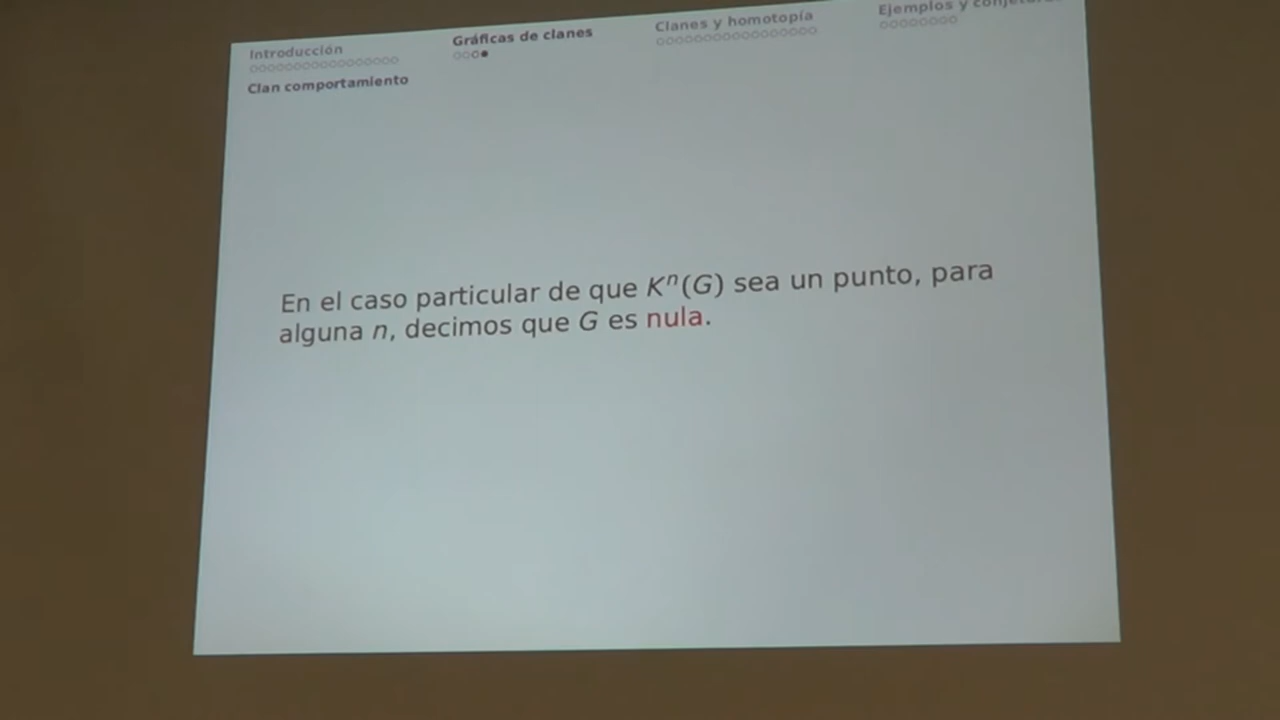 Introducción
Gráficas de clanes
Clanes y homotopía
Ejemplos y
Clan comportamiento
En el caso particular de que Kⁿ(G) sea un punto, para
alguna n, decimos que G es nula.